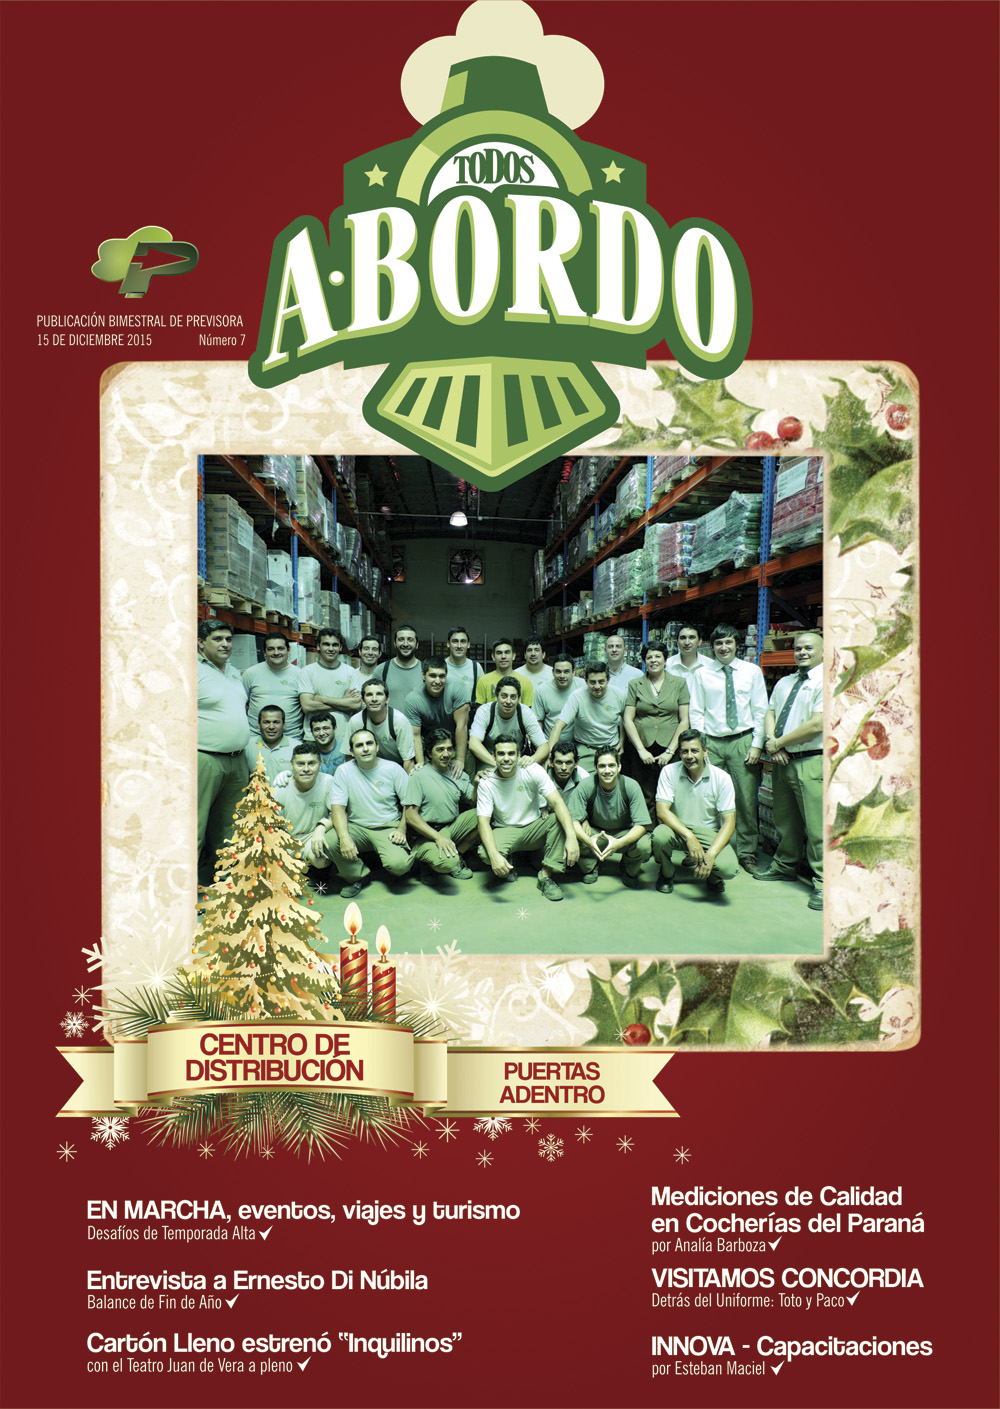 TODOS
A·BORDO
PUBLICACIÓN BIMESTRAL DE PREVISORA
15 DE DICIEMBRE 2015 Número 7
CENTRO DE
DISTRIBUCIÓN
PUERTAS
ADENTRO
EN MARCHA, eventos, viajes y turismo
Desafíos de Temporada Alta
Entrevista a Ernesto Di Núbila
Balance de Fin de Año
Cartón Lleno estrenó "Inquilinos"
con el Teatro Juan de Vera a pleno
Mediciones de Calidad
en Cocherías del Paraná
por Analía Barboza
VISITAMOS CONCORDIA
Detrás del Uniforme: Toto y Paco
INNOVA - Capacitaciones
por Esteban Maciel